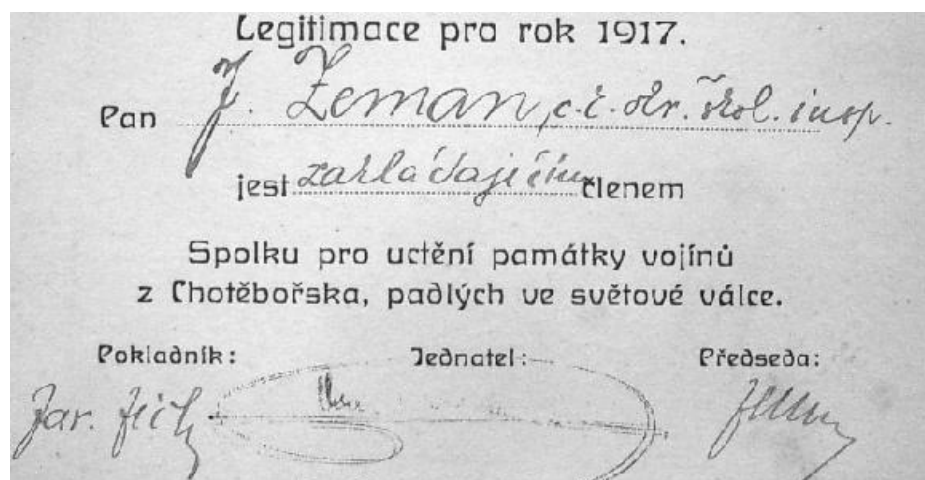 Legitimace pro rok 1917.
Pan J. Zeman, c. k. okr. škol. insp.
jest zakládajícím členem
Spolku pro uctění památky vojínů
z Chotěbořska, padlých ve světové válce.
Pokladník: Jednatel: Předseda:
Jar.